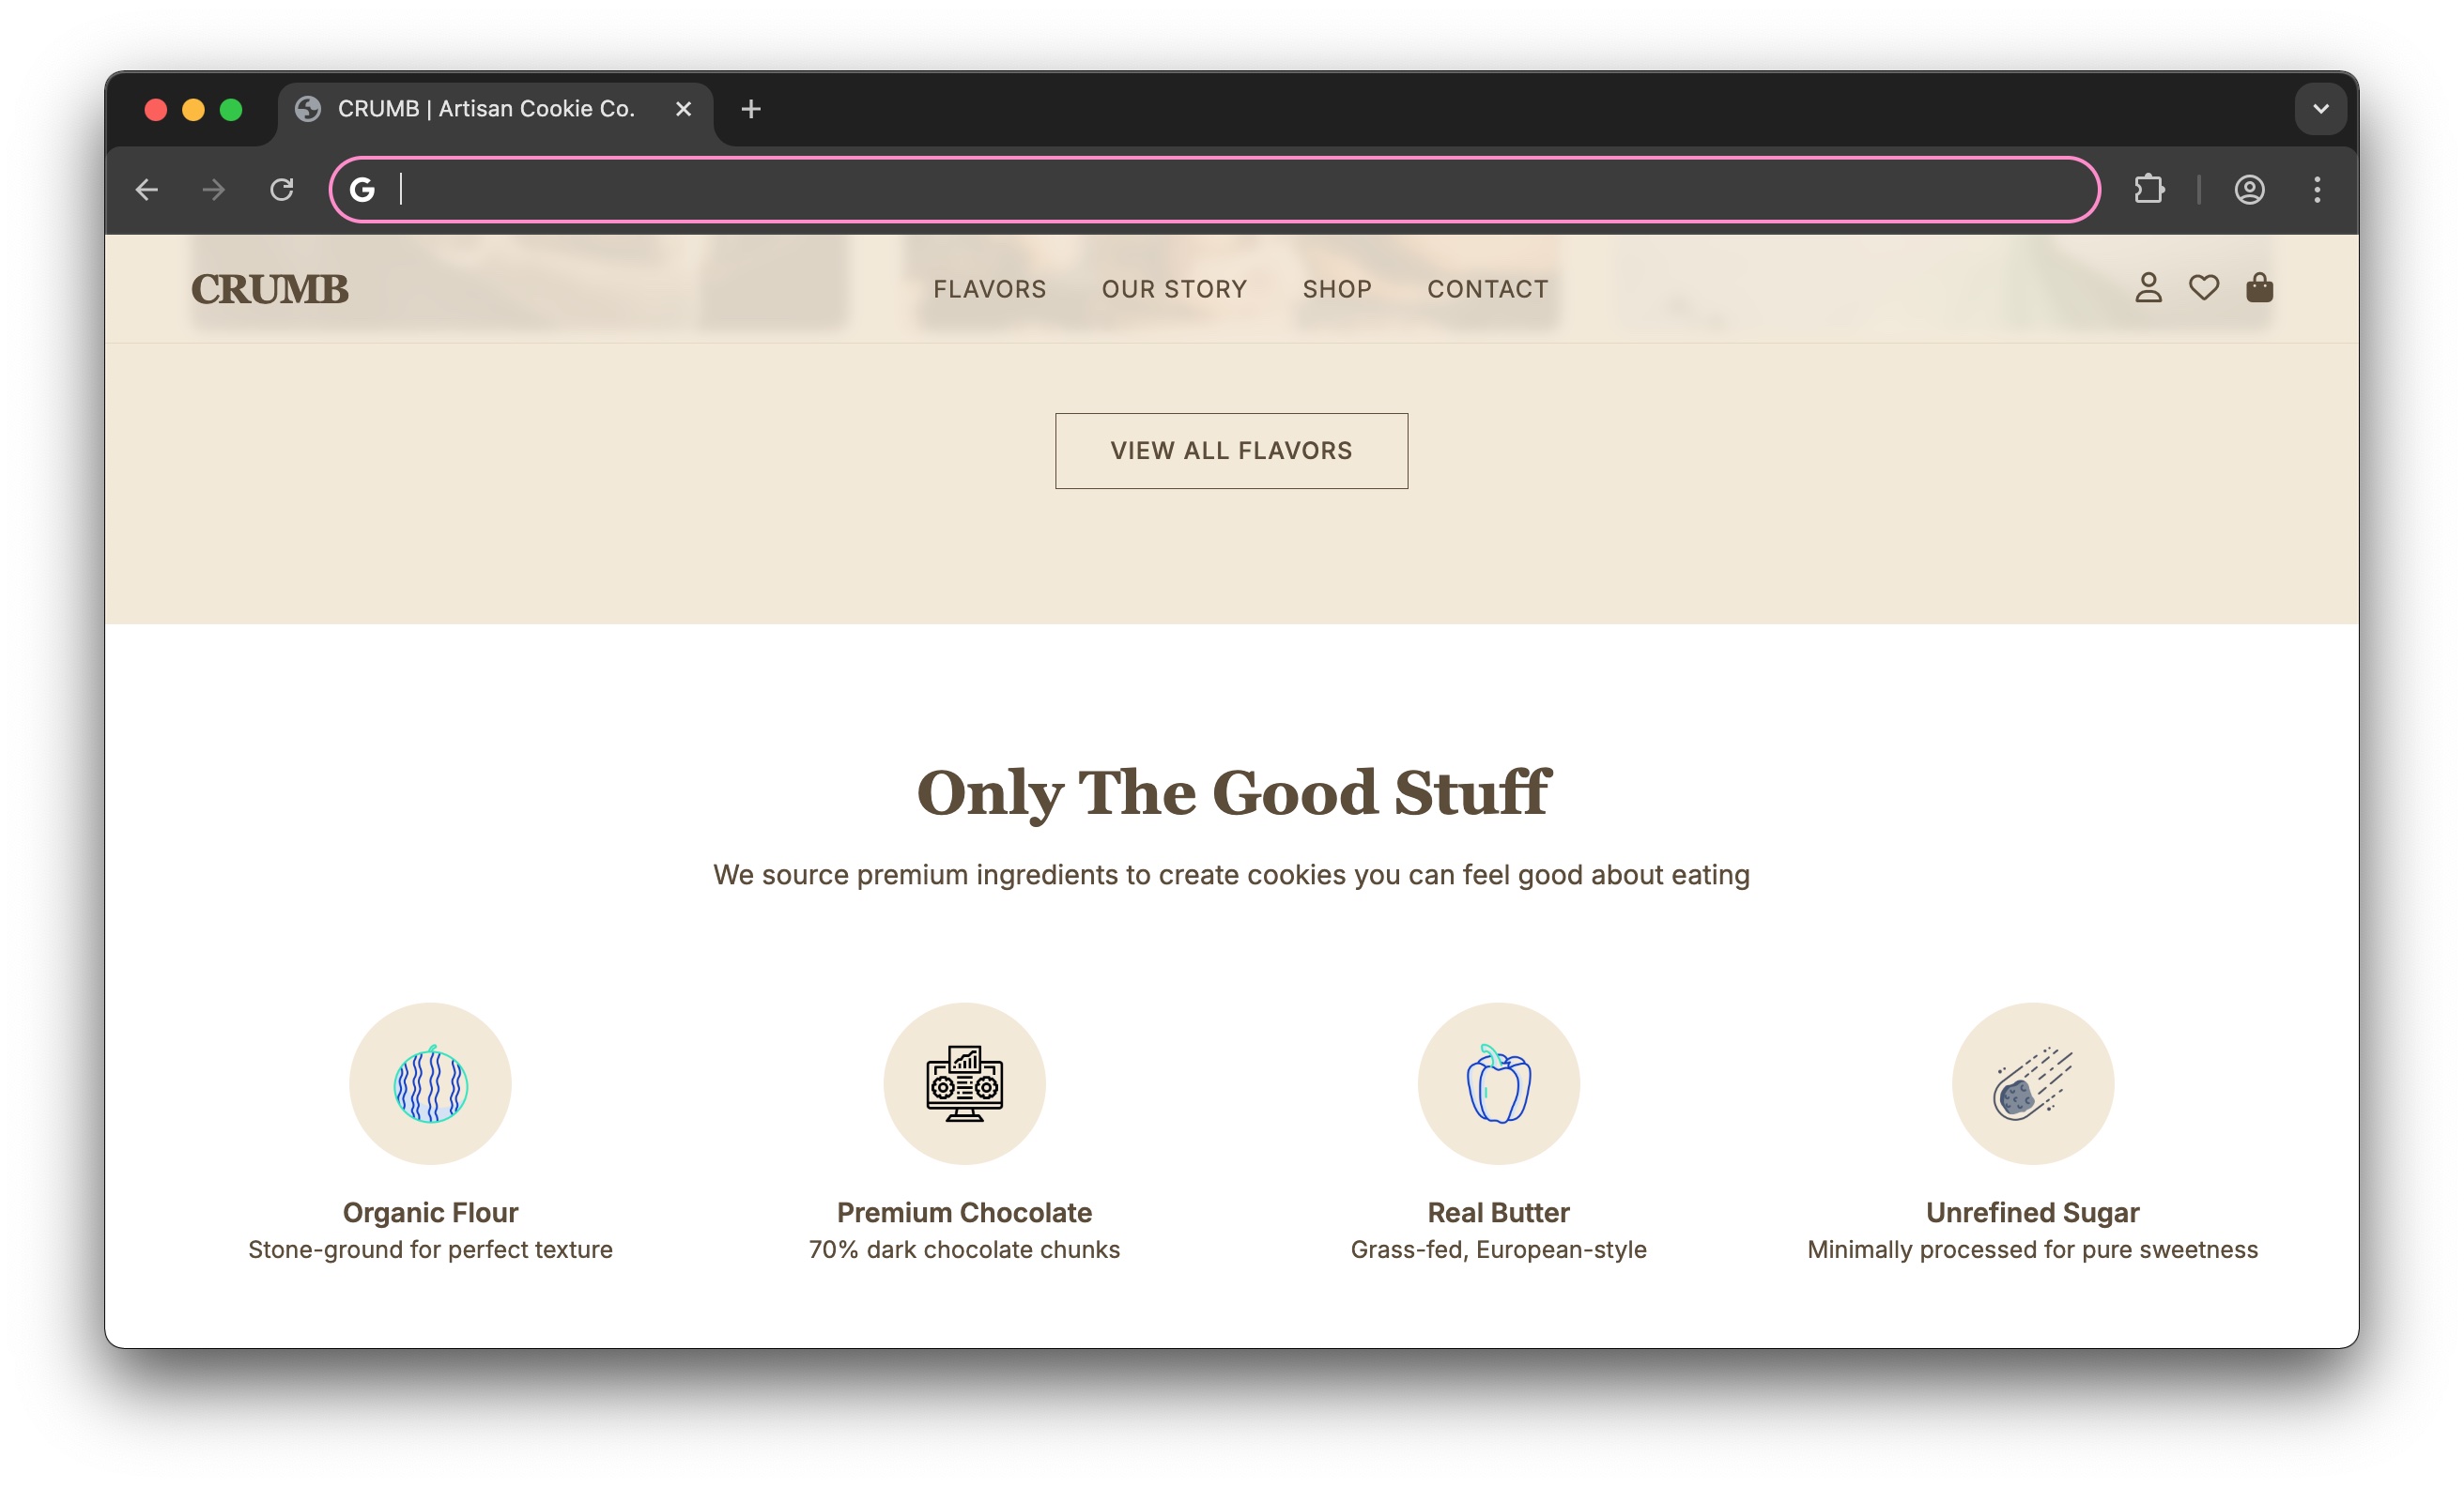 CRUMB | Artisan Cookie Co.
CRUMB
FLAVORS
OUR STORY
SHOP
CONTACT
VIEW ALL FLAVORS
Only The Good Stuff
We source premium ingredients to create cookies you can feel good about eating
Organic Flour
Stone-ground for perfect texture
Premium Chocolate
70% dark chocolate chunks
Real Butter
Grass-fed, European-style
Unrefined Sugar
Minimally processed for pure sweetness